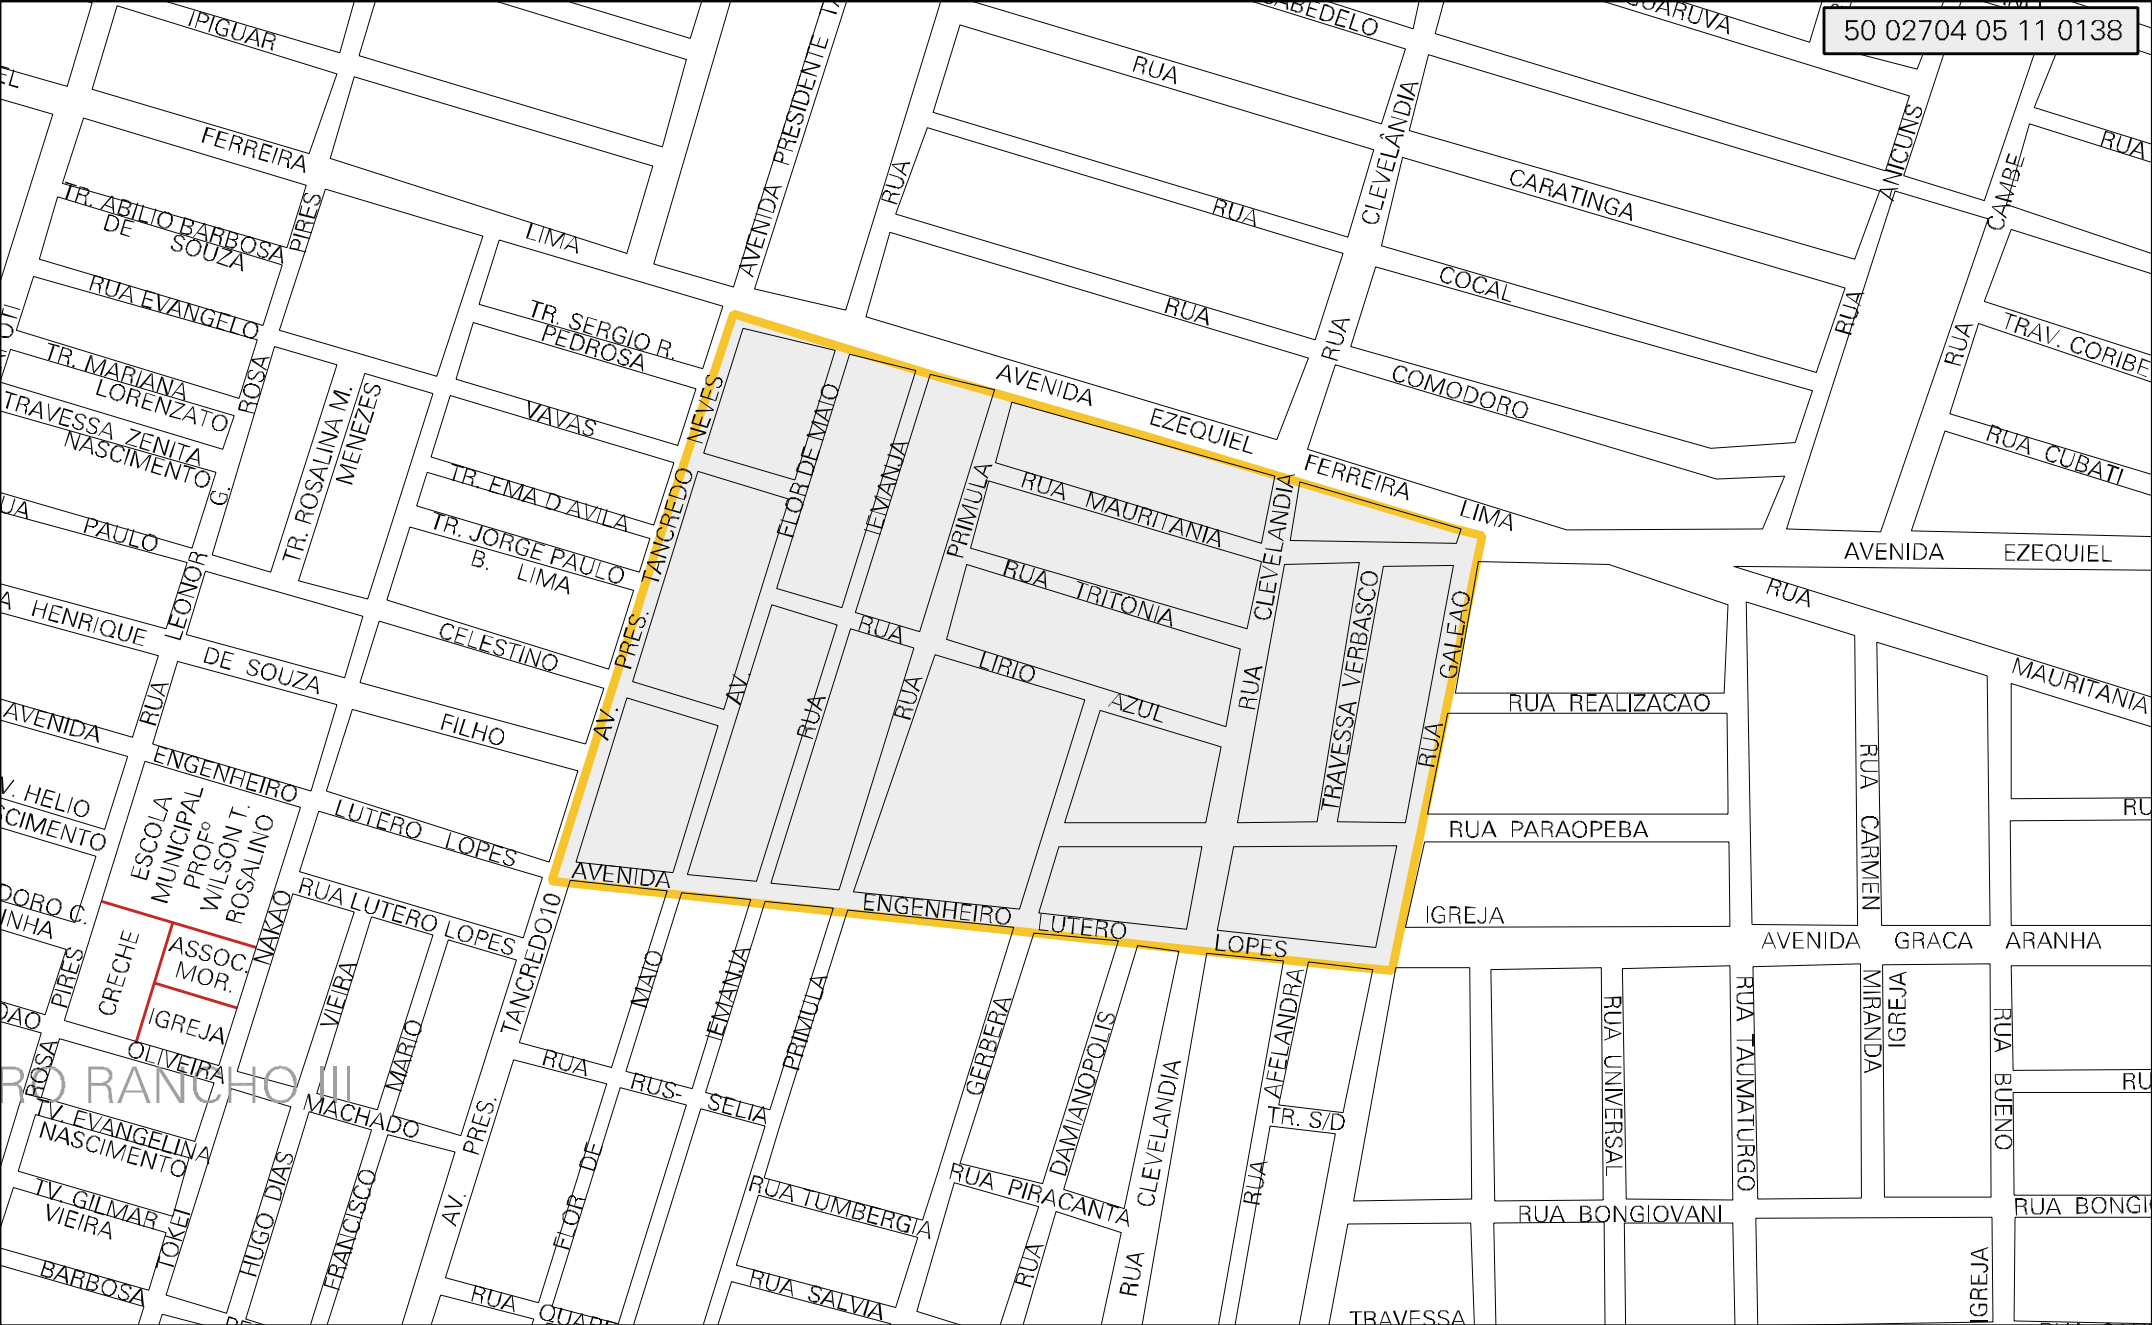 50 02704 05 11 0138
IPIGUAR
RUA
CARATINGA
RUA
FERREIRA
LIMA
TR. ABILIO BARBOSA
DE SOUZA
PIRES
RUA EVANGELO
TR. MARIANA
LORENZATO
TRAVESSA ZENITA
NASCIMENTO
ROSA
G.
LEONOR
RUA
TR. ROSALINA M.
MENEZES
PAULO
HENRIQUE
DE SOUZA
AVENIDA
ENGENHEIRO
LUTERO LOPES
TR. SERGIO R.
PEDROSA
VAVAS
TR. EMA D AVILA
TR. JORGE PAULO
B. LIMA
CELESTINO
FILHO
AVENIDA PRESIDENTE
RUA
RUA
RUA
CLEVELÂNDIA
RUA
COCAL
COMODORO
ANICUNS
RUA
CAMBE
RUA
TRAV. CORIBE
RUA CUBATI
AVENIDA
EZEQUIEL
FERREIRA
LIMA
AVENIDA EZEQUIEL
RUA
MAURITANIA
AV. PRES. TANCREDO NEVES
AV. FLOR DE MAIO
RUA IEMANJA
RUA PRIMULA
RUA MAURITANIA
RUA TRITONIA
RUA
LIRIO
AZUL
RUA CLEVELANDIA
TRAVESSA VERBASCO
RUA GALEAO
RUA REALIZACAO
RUA PARAOPEBA
IGREJA
RUA CARMEN
MIRANDA
AVENIDA GRACA ARANHA
AVENIDA
ENGENHEIRO
LUTERO
LOPES
HELIO
ESCOLA
MUNICIPAL
PROFº
WILSON T.
ROSALINO
CRECHE
ASSOC.
MOR.
IGREJA
PIRES
ROSA
NAKAO
TOKEI
RUA LUTERO LOPES
VIEIRA
HUGO DIAS
MARIO
FRANCISCO
OLIVEIRA
MACHADO
RANCHO III
TV. EVANGELINA
NASCIMENTO
TV. GILMAR
VIEIRA
BARBOSA
AV. PRES. TANCREDO10
FLOR DE MAIO
IEMANJA
PRIMULA
RUA RUS- SELIA
RUA TUMBERGIA
RUA SALVIA
RUA
GERBERA
RUA DAMIANOPOLIS
RUA PIRACANTA
RUA CLEVELANDIA
RUA AFELANDRA
TR. S/D
RUA UNIVERSAL
RUA TAUMATURGO
IGREJA
RUA BUENO
RUA BONGIOVANI
IGREJA
TRAVESSA